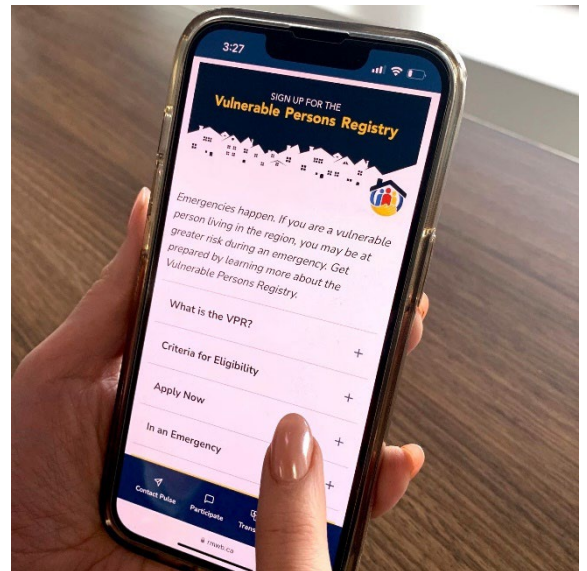 3:27
SIGN UP FOR THE
Vulnerable Persons Registry
Emergencies happen. If you are a vulnerable
person living in the region, you may be at
greater risk during an emergency. Get
prepared by learning more about the
Vulnerable Persons Registry.
What is the VPR?
+
Criteria for Eligibility
+
Apply Now
+
In an Emergency
+
Contact Pulse
Participate
rmwb.ca